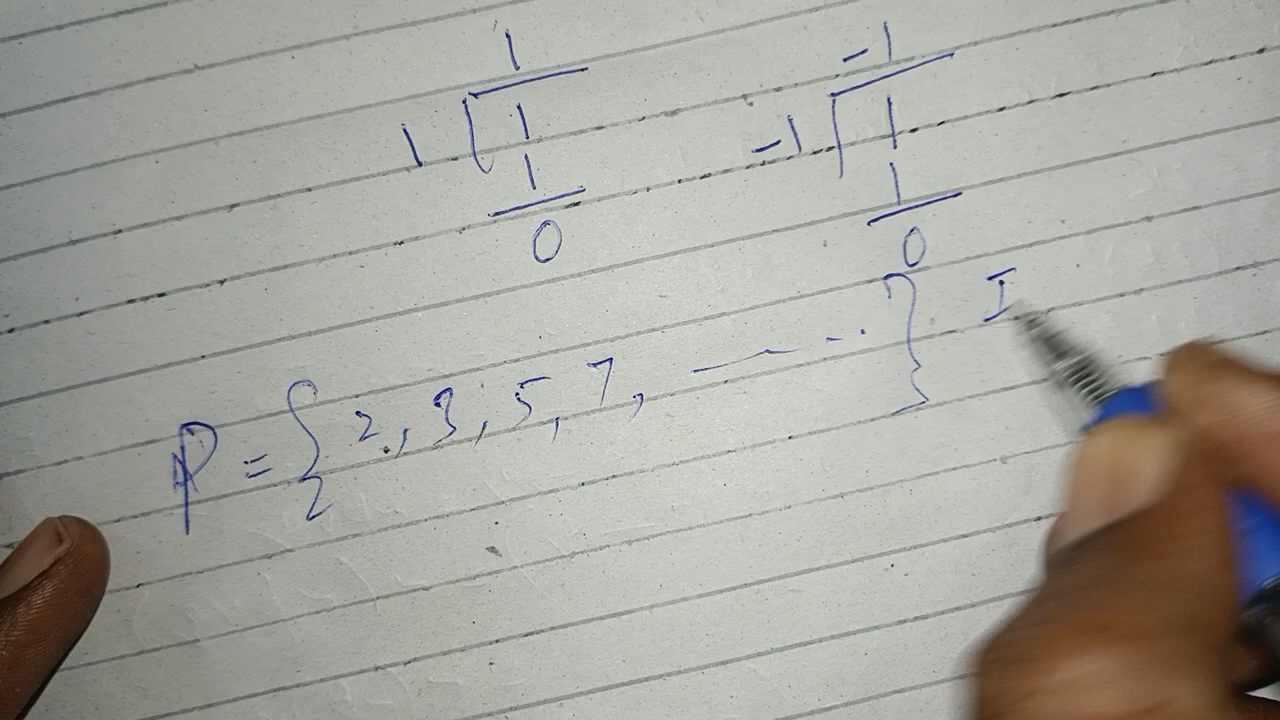 1 -1
1 1 -1 1
1 1
0 0
P = { 2, 3, 5, 7, — - - . } I